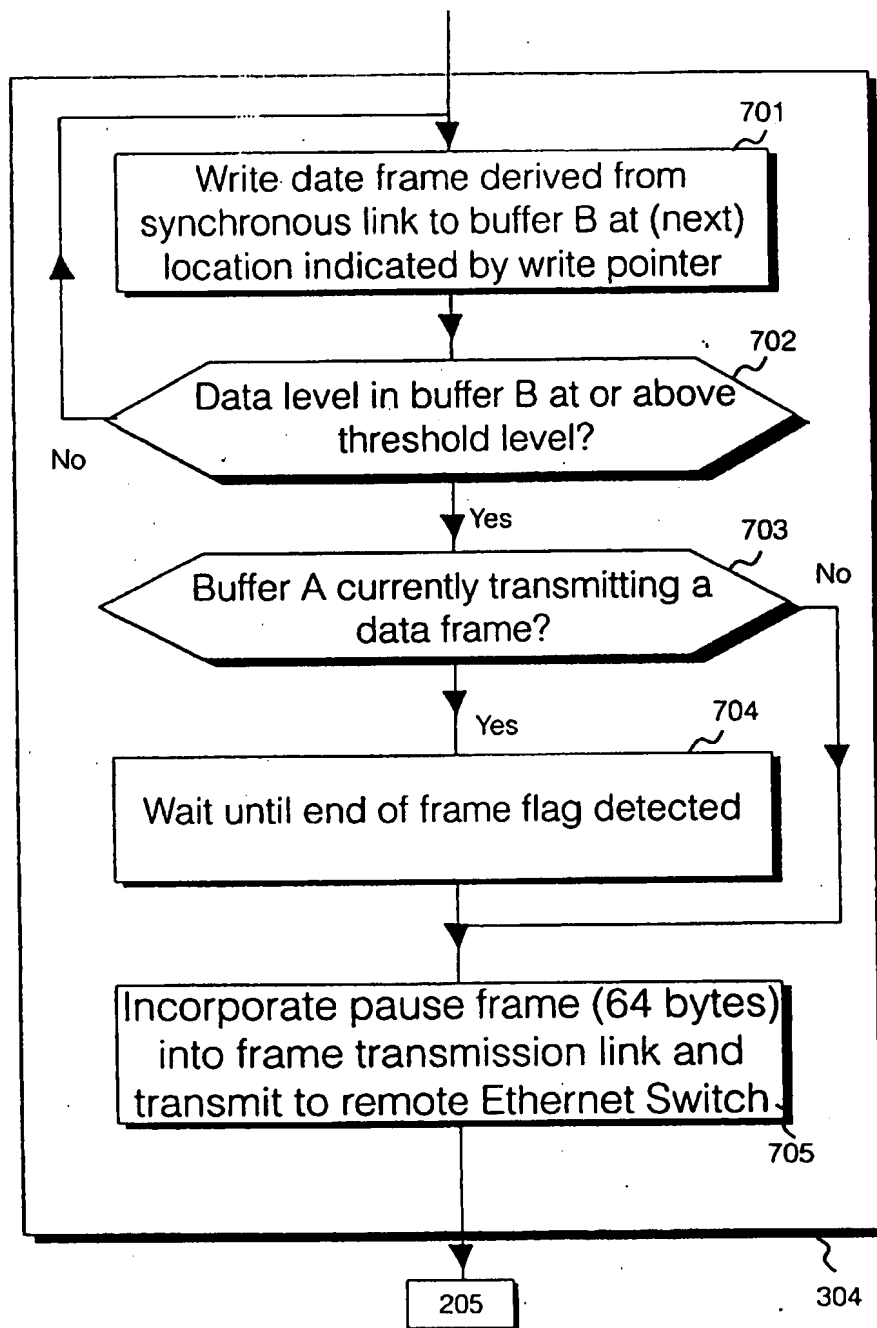 701
Write date frame derived from
synchronous link to buffer B at (next)
location indicated by write pointer
702
Data level in buffer B at or above
threshold level?
No
Yes
703
Buffer A currently transmitting a
data frame?
No
Yes
704
Wait until end of frame flag detected
Incorporate pause frame (64 bytes)
into frame transmission link and
transmit to remote Ethernet Switch
705
304
205